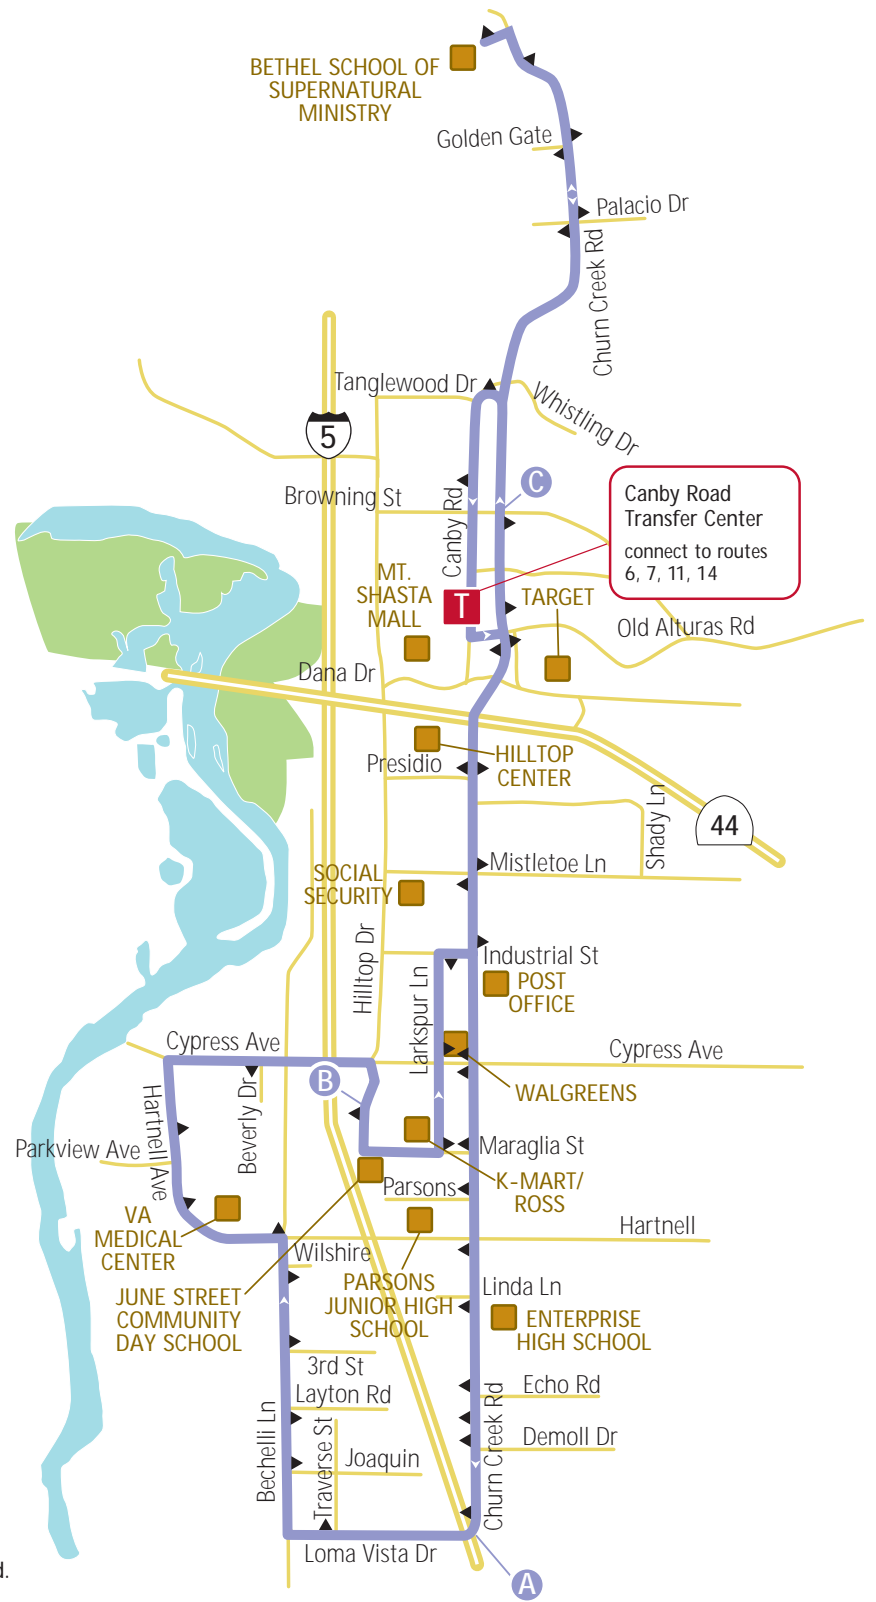 BETHEL SCHOOL OF
SUPERNATURAL
MINISTRY
Golden Gate
Palacio Dr
Churn Creek Rd
Tanglewood Dr
Whistling Dr
5
C
Browning St
Canby Rd
Canby Road
Transfer Center
connect to routes
6, 7, 11, 14
MT.
SHASTA
MALL
T
TARGET
Old Alturas Rd
Dana Dr
HILLTOP
CENTER
Presidio
Shady Ln
44
Mistletoe Ln
SOCIAL
SECURITY
Hilltop Dr
Industrial St
Larkspur Ln
POST
OFFICE
Cypress Ave
Cypress Ave
B
WALGREENS
Hartnell Ave
Beverly Dr
Parkview Ave
Maraglia St
K-MART/
ROSS
Parsons
VA
MEDICAL
CENTER
Hartnell
Wilshire
JUNE STREET
COMMUNITY
DAY SCHOOL
PARSONS
JUNIOR HIGH
SCHOOL
Linda Ln
ENTERPRISE
HIGH SCHOOL
3rd St
Layton Rd
Echo Rd
Bechelli Ln
Traverse St
Joaquin
Churn Creek Rd
Demoll Dr
Loma Vista Dr
d.
A